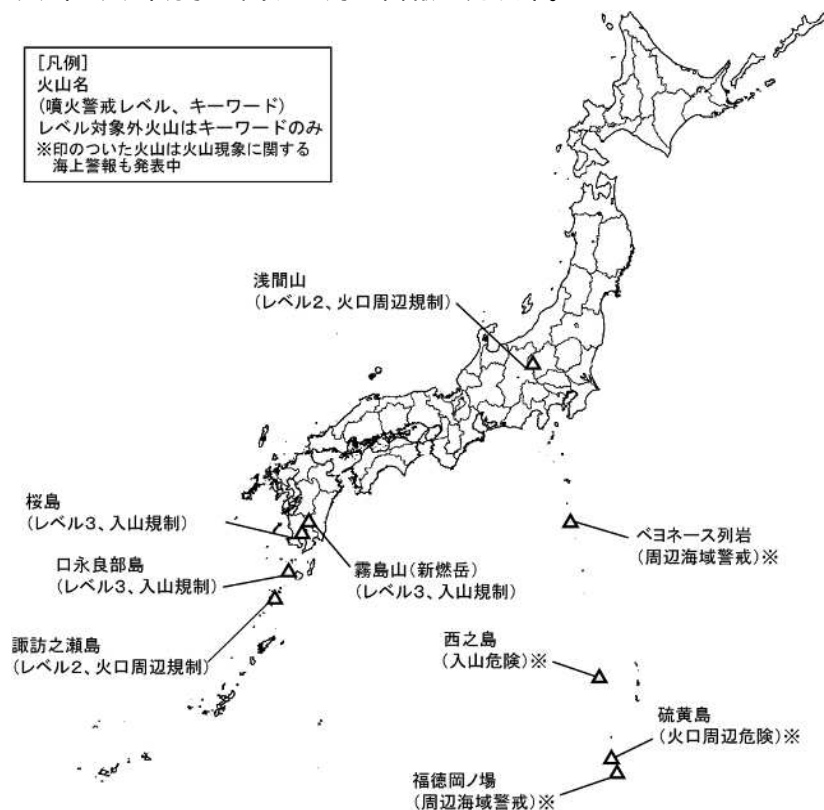 [凡例]
火山名
(噴火警戒レベル、キーワード)
レベル対象外火山はキーワードのみ
※印のついた火山は火山現象に関する
海上警報も発表中
浅間山
(レベル2、火口周辺規制)
桜島
(レベル3、入山規制)
口永良部島
(レベル3、入山規制)
諏訪之瀬島
(レベル2、火口周辺規制)
霧島山(新燃岳)
(レベル3、入山規制)
ベヨネース列岩
(周辺海域警戒)※
西之島
(入山危険)※
硫黄島
(火口周辺危険)※
福徳岡ノ場
(周辺海域警戒)※